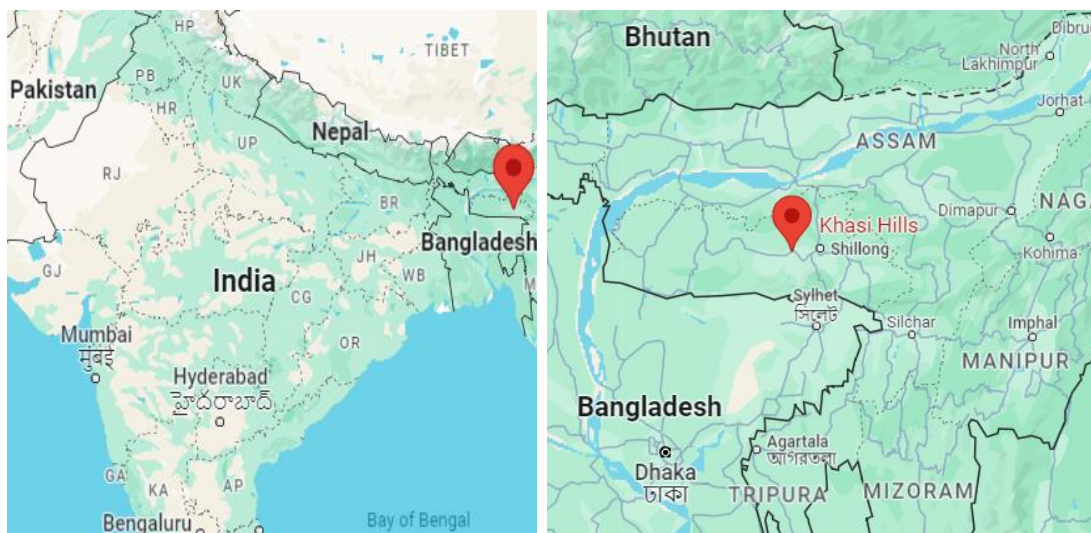 HP
TIBET
PB
UK
Pakistan
HR
Nepal
UP
RJ
BR
Bangladesh
JH
GJ
India
WB
CG
M
Mumbai
मुंबई
OR
Hyderabad
హైదరాబాద్
GA
KA
AP
Bengaluru
Bay of Bengal
Bhutan
Dibru
North
Lakhimpur
Jorhat
ASSAM
Khasi Hills
Dimapur
NAGA
Shillong
Kohima
Sylhet
সিলেট
Silchar
Imphal
MANIPUR
Bangladesh
Agartala
আগরতলা
Dhaka
ঢাকা
TRIPURA
MIZORAM